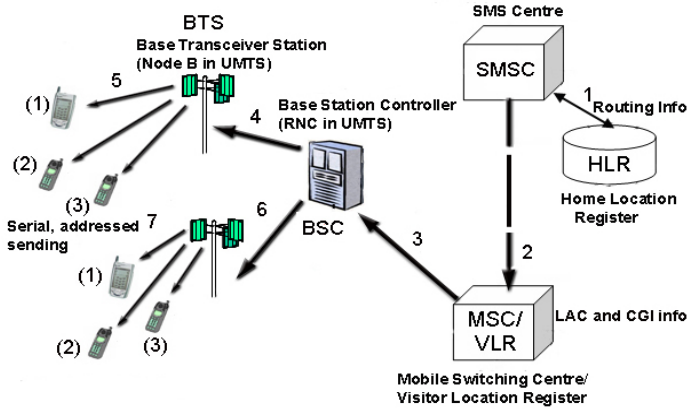 SMS Centre
SMSC
1
Routing Info
HLR
Home Location
Register
BTS
Base Transceiver Station
(Node B in UMTS)
5
(1)
(2)
(3)
4
Base Station Controller
(RNC in UMTS)
BSC
Serial, addressed
sending
7
6
(1)
(2)
(3)
3
2
MSC/
VLR
LAC and CGI info
Mobile Switching Centre/
Visitor Location Register